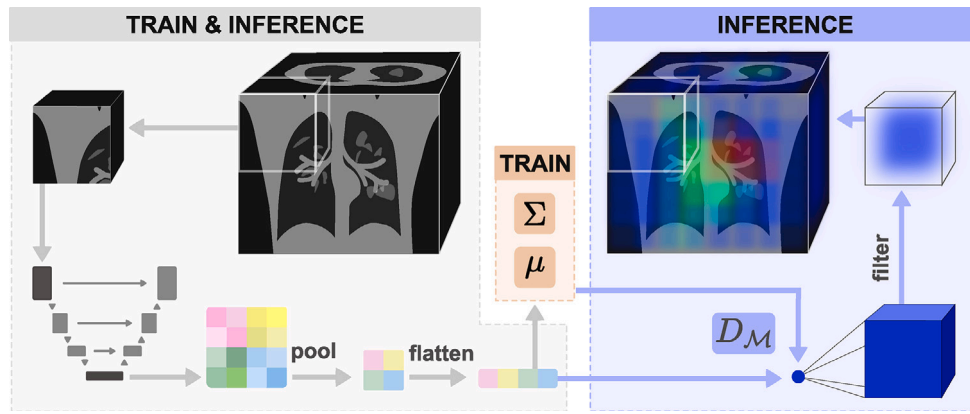 TRAIN & INFERENCE
INFERENCE
TRAIN
Σ
μ
filter
pool
flatten
D_M